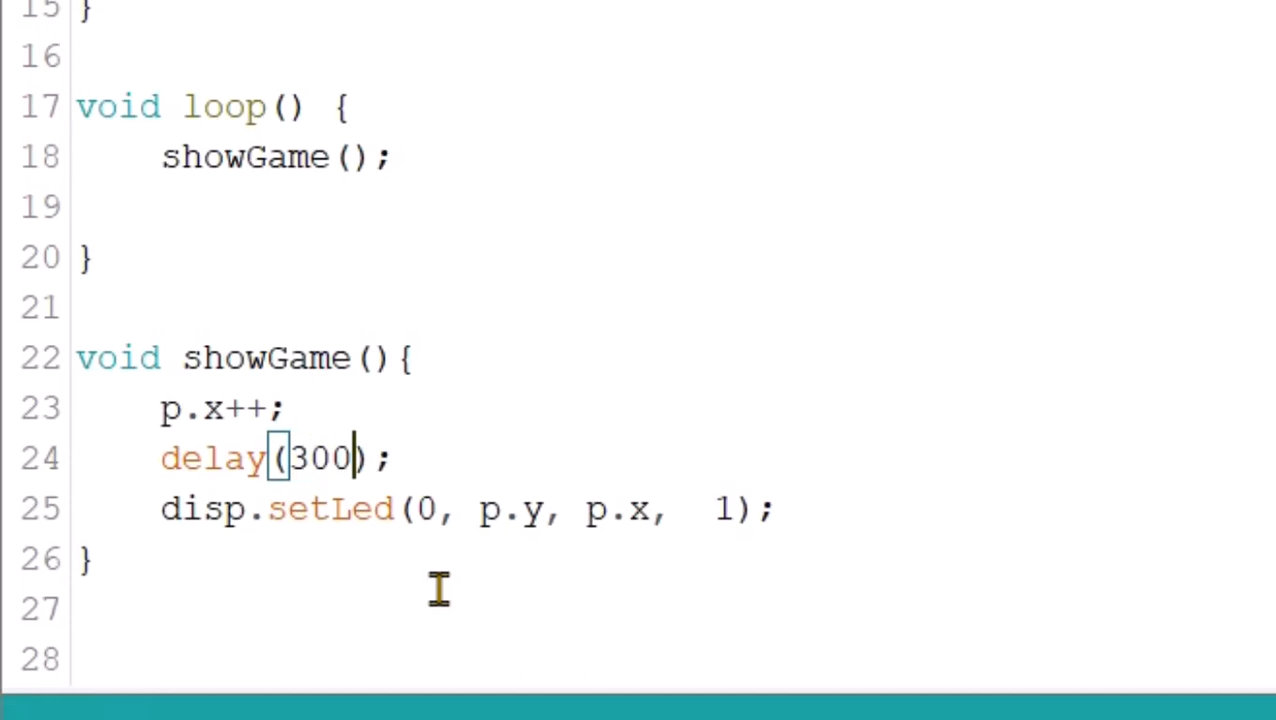 15 }
16
17 void loop() {
18     showGame();
19
20 }
21
22 void showGame(){
23     p.x++;
24     delay(300);
25     disp.setLed(0, p.y, p.x,  1);
26 }
27
28